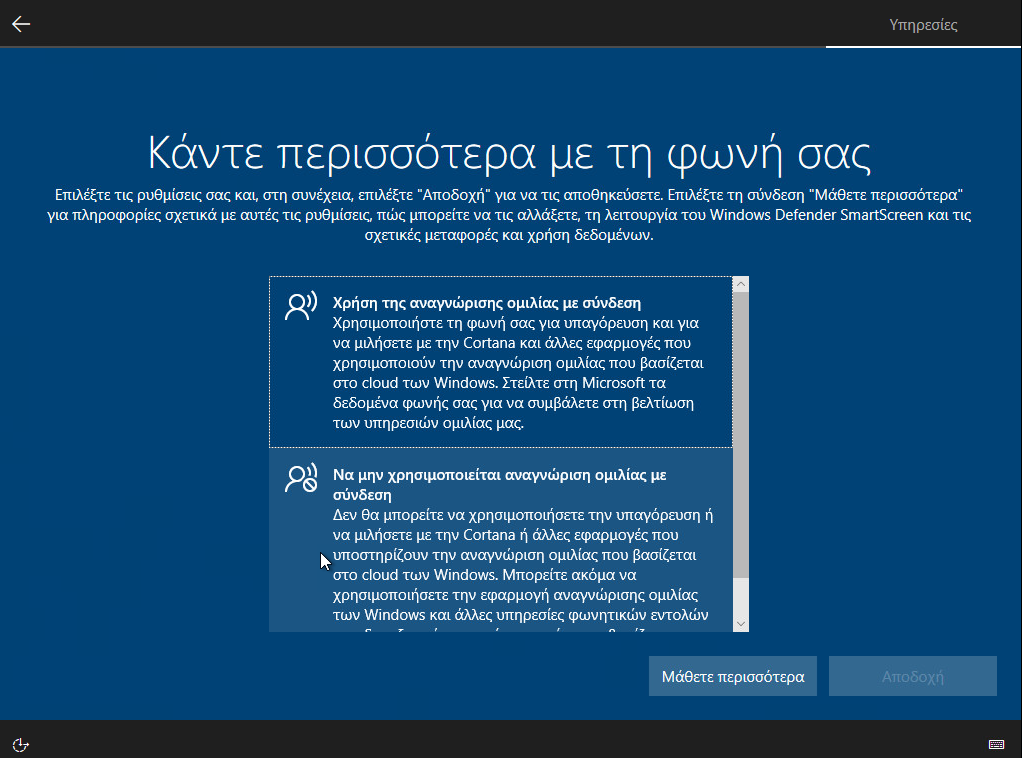 Υπηρεσίες
Κάντε περισσότερα με τη φωνή σας
Επιλέξτε τις ρυθμίσεις σας και, στη συνέχεια, επιλέξτε "Αποδοχή" για να τις αποθηκεύσετε. Επιλέξτε τη σύνδεση "Μάθετε περισσότερα"
για πληροφορίες σχετικά με αυτές τις ρυθμίσεις, πώς μπορείτε να τις αλλάξετε, τη λειτουργία του Windows Defender SmartScreen και τις
σχετικές μεταφορές και χρήση δεδομένων.
Χρήση της αναγνώρισης ομιλίας με σύνδεση
Χρησιμοποιήστε τη φωνή σας για υπαγόρευση και για
να μιλήσετε με την Cortana και άλλες εφαρμογές που
χρησιμοποιούν την αναγνώριση ομιλίας που βασίζεται
στο cloud των Windows. Στείλτε στη Microsoft τα
δεδομένα φωνής σας για να συμβάλετε στη βελτίωση
των υπηρεσιών ομιλίας μας.
Να μην χρησιμοποιείται αναγνώριση ομιλίας με
σύνδεση
Δεν θα μπορείτε να χρησιμοποιήσετε την υπαγόρευση ή
να μιλήσετε με την Cortana ή άλλες εφαρμογές που
υποστηρίζουν την αναγνώριση ομιλίας που βασίζεται
στο cloud των Windows. Μπορείτε ακόμα να
χρησιμοποιήσετε την εφαρμογή αναγνώρισης ομιλίας
των Windows και άλλες υπηρεσίες φωνητικών εντολών
Μάθετε περισσότερα
Αποδοχή